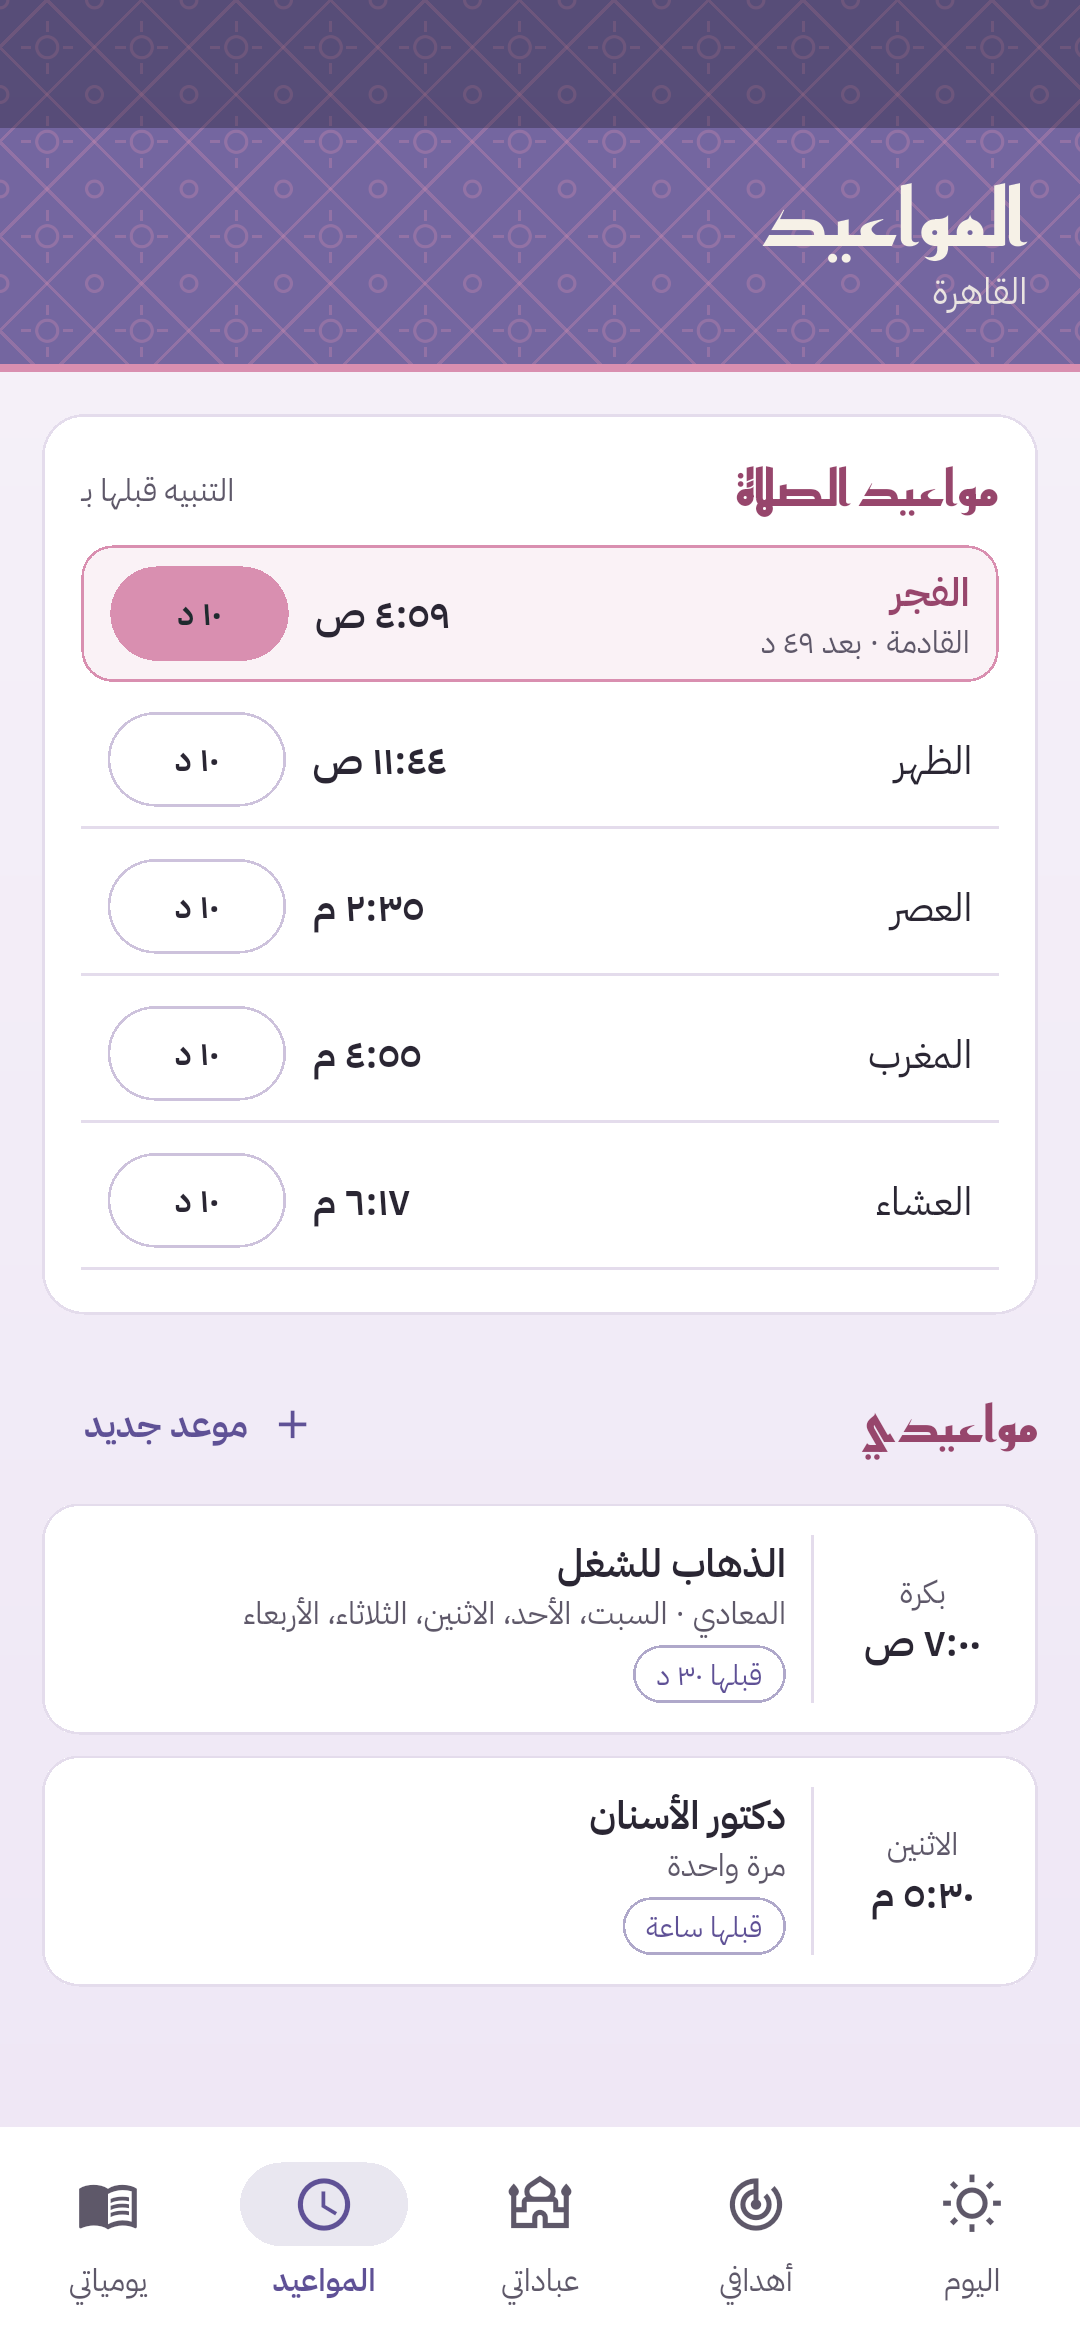 المواعيد
القاهرة
مواعيد الصلاة
التنبيه قبلها بـ
الفجر
القادمة · بعد ٤٩ د
٤:٥٩ ص
١٠ د
الظهر
١١:٤٤ ص
١٠ د
العصر
٢:٣٥ م
١٠ د
المغرب
٤:٥٥ م
١٠ د
العشاء
٦:١٧ م
١٠ د
مواعيدي
+ موعد جديد
بكرة
٧:٠٠ ص
الذهاب للشغل
المعادي · السبت، الأحد، الاثنين، الثلاثاء، الأربعاء
قبلها ٣٠ د
الاثنين
٥:٣٠ م
دكتور الأسنان
مرة واحدة
قبلها ساعة
اليوم
أهدافي
عباداتي
المواعيد
يومياتي